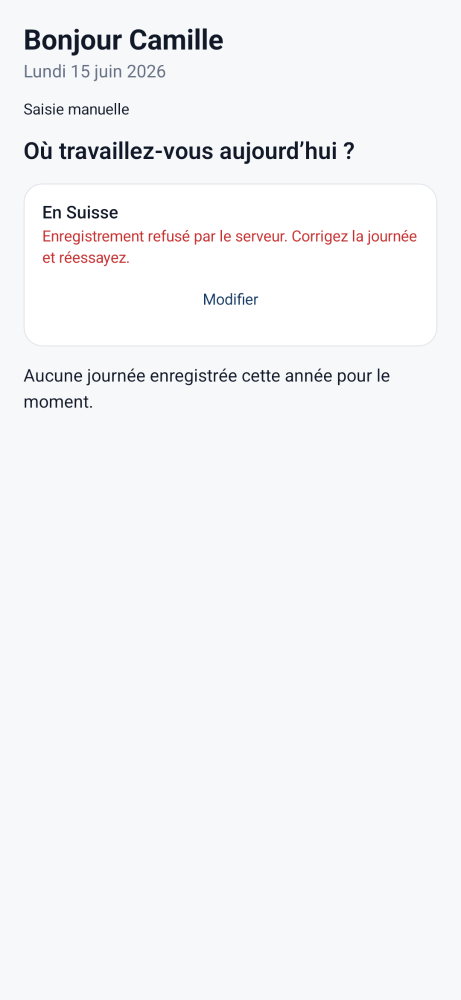 Bonjour Camille
Lundi 15 juin 2026
Saisie manuelle
Où travaillez-vous aujourd’hui ?
En Suisse
Enregistrement refusé par le serveur. Corrigez la journée
et réessayez.
Modifier
Aucune journée enregistrée cette année pour le
moment.